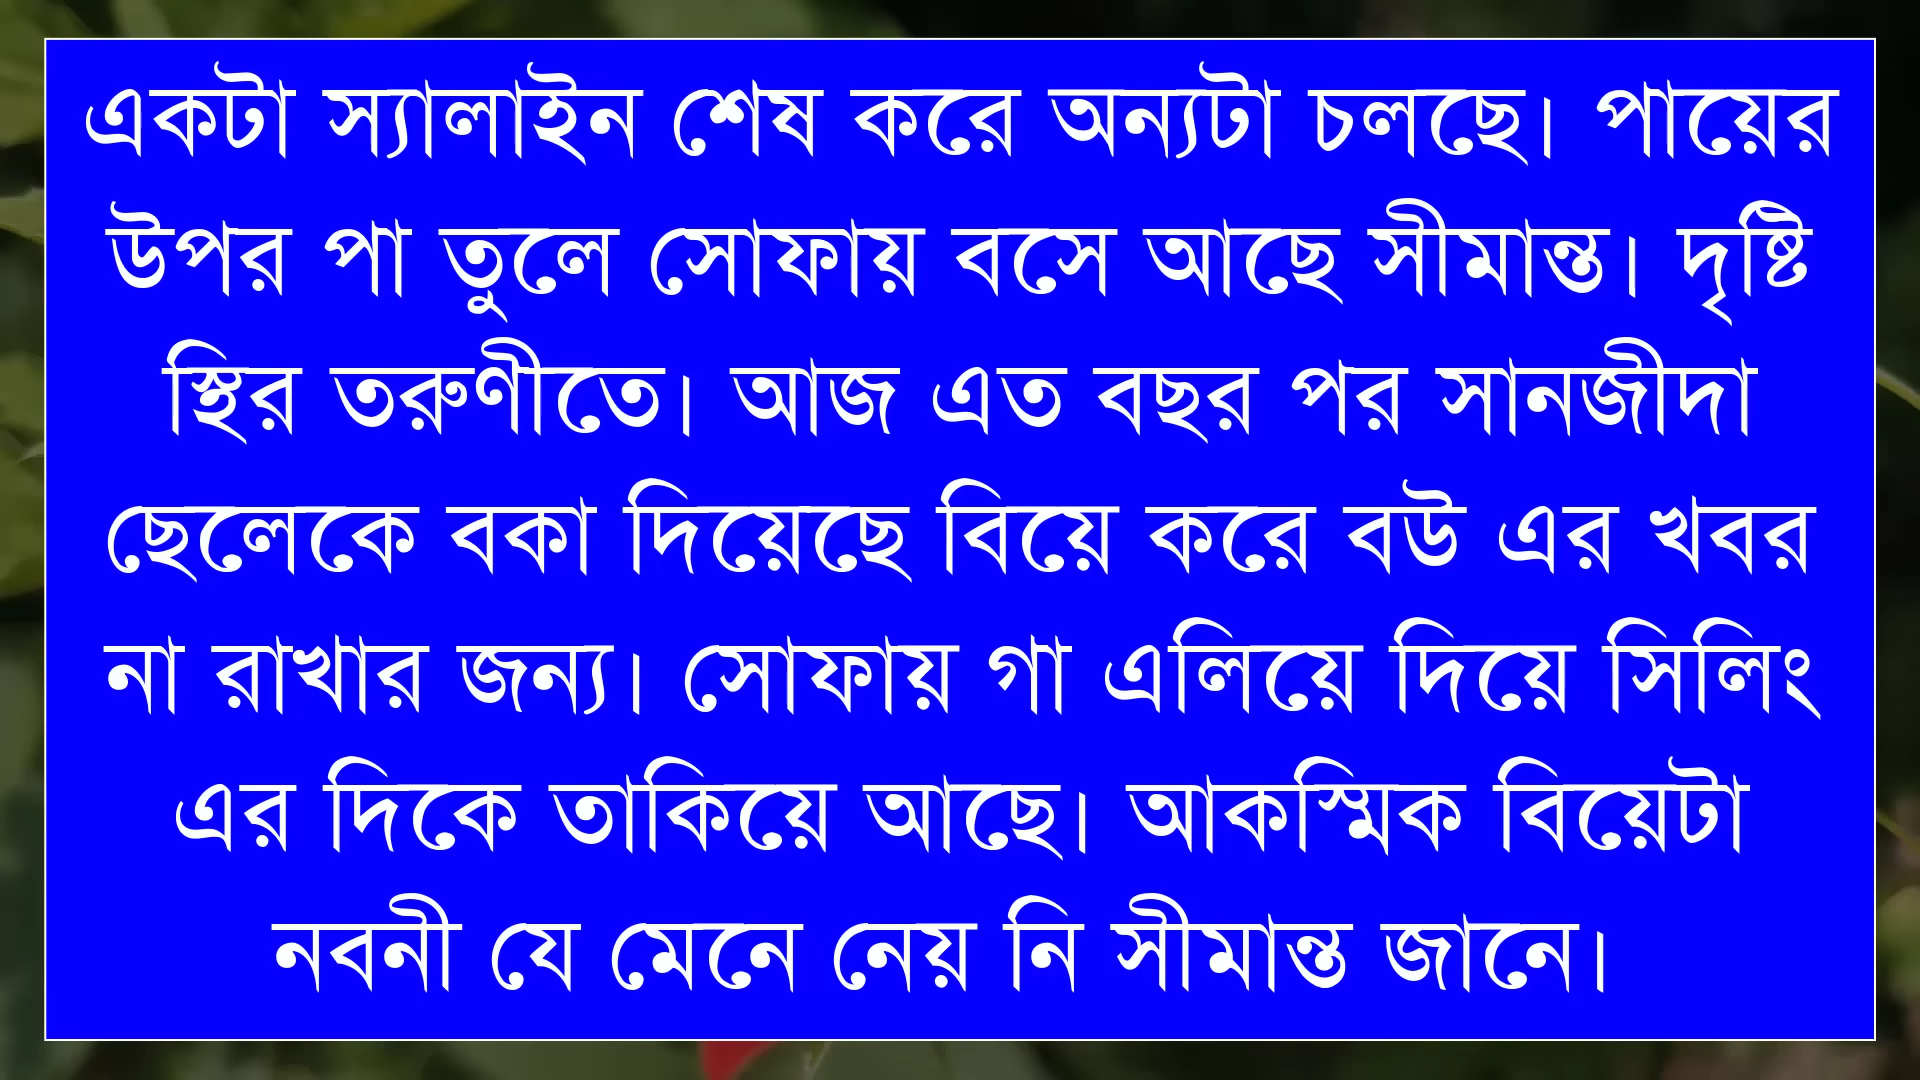 একটা স্যালাইন শেষ করে অন্যটা চলছে। পায়ের
উপর পা তুলে সোফায় বসে আছে সীমান্ত। দৃষ্টি
স্থির তরুণীতে। আজ এত বছর পর সানজীদা
ছেলেকে বকা দিয়েছে বিয়ে করে বউ এর খবর
না রাখার জন্য। সোফায় গা এলিয়ে দিয়ে সিলিং
এর দিকে তাকিয়ে আছে। আকস্মিক বিয়েটা
নবনী যে মেনে নেয় নি সীমান্ত জানে।